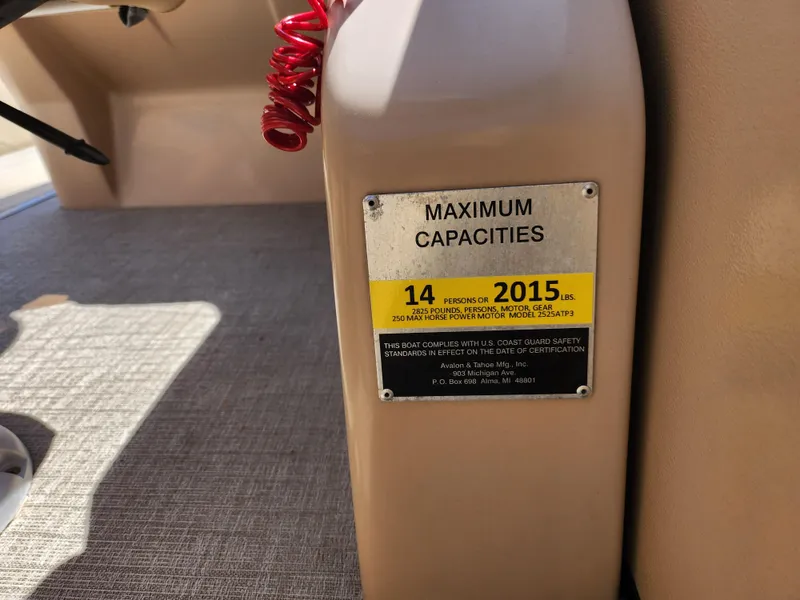 MAXIMUM
CAPACITIES
14 PERSONS OR 2015 LBS.
2825 POUNDS, PERSONS, MOTOR, GEAR
250 MAX HORSE POWER MOTOR MODEL 2525ATP3
THIS BOAT COMPLIES WITH U.S. COAST GUARD SAFETY
STANDARDS IN EFFECT ON THE DATE OF CERTIFICATION
Avalon & Tahoe Mfg., Inc.
903 Michigan Ave.
P.O. Box 698 Alma, MI 48801